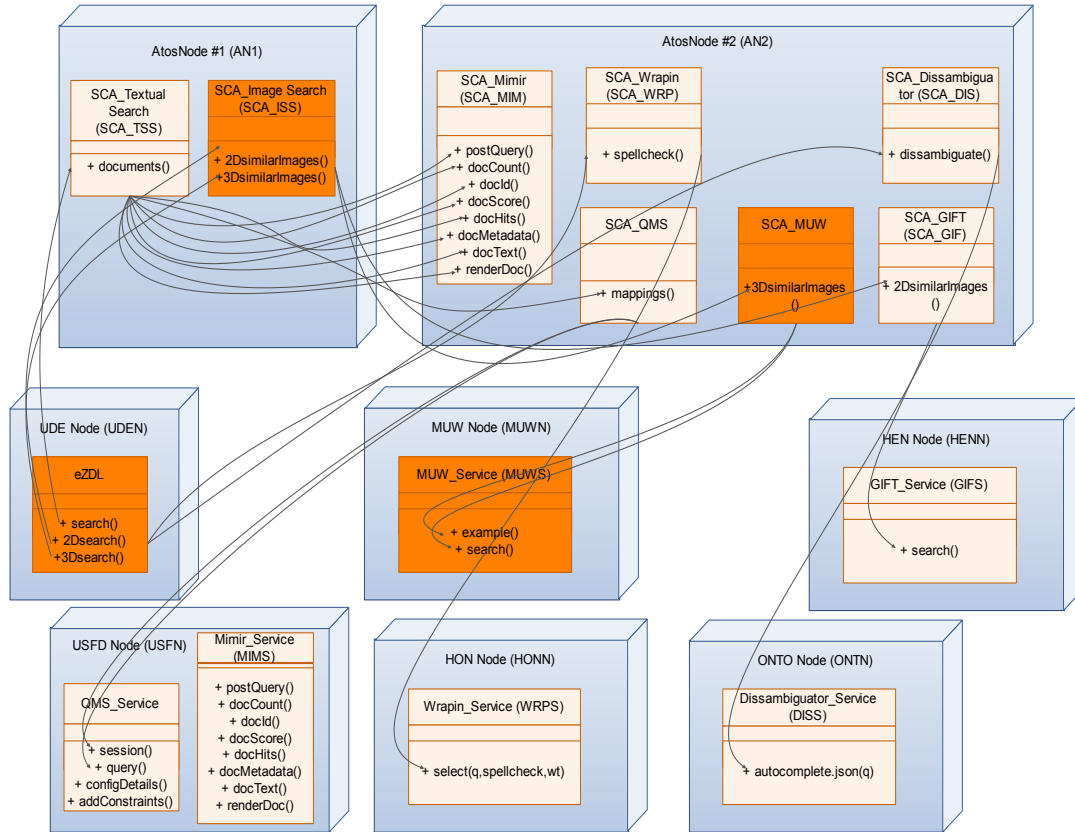 AtosNode #1 (AN1)
SCA_Textual
Search
(SCA_TSS)
+ documents()
SCA_Image Search
(SCA_ISS)
+ 2DsimilarImages()
+3DsimilarImages()
AtosNode #2 (AN2)
SCA_Mimir
(SCA_MIM)
+ postQuery()
+ docCount()
+ docId()
+ docScore()
+ docHits()
+ docMetadata()
+ docText()
+ renderDoc()
SCA_Wrapin
(SCA_WRP)
+ spellcheck()
SCA_Dissambigua
tor (SCA_DIS)
+ dissambiguate()
SCA_QMS
+ mappings()
SCA_MUW
+3DsimilarImages
()
SCA_GIFT
(SCA_GIF)
+ 2DsimilarImages
()
UDE Node (UDEN)
eZDL
+ search()
+ 2Dsearch()
+3Dsearch()
MUW Node (MUWN)
MUW_Service (MUWS)
+ example()
+ search()
HEN Node (HENN)
GIFT_Service (GIFS)
+ search()
USFD Node (USFN)
QMS_Service
+ session()
+ query()
+ configDetails()
+ addConstraints()
Mimir_Service
(MIMS)
+ postQuery()
+ docCount()
+ docId()
+ docScore()
+ docHits()
+ docMetadata()
+ docText()
+ renderDoc()
HON Node (HONN)
Wrapin_Service (WRPS)
+ select(q,spellcheck,wt)
ONTO Node (ONTN)
Dissambiguator_Service
(DISS)
+ autocomplete.json(q)